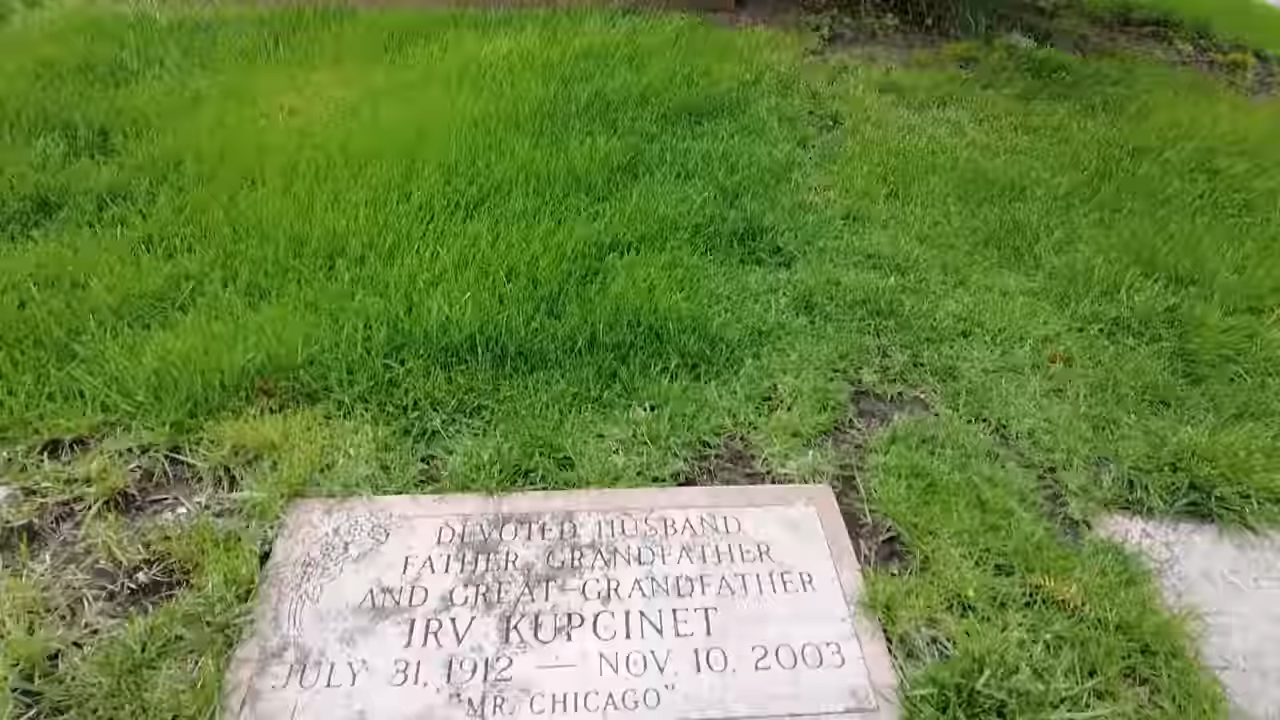 DEVOTED HUSBAND,
FATHER, GRANDFATHER
AND GREAT-GRANDFATHER
IRV KUPCINET
JULY 31, 1912 — NOV. 10, 2003
"MR. CHICAGO"